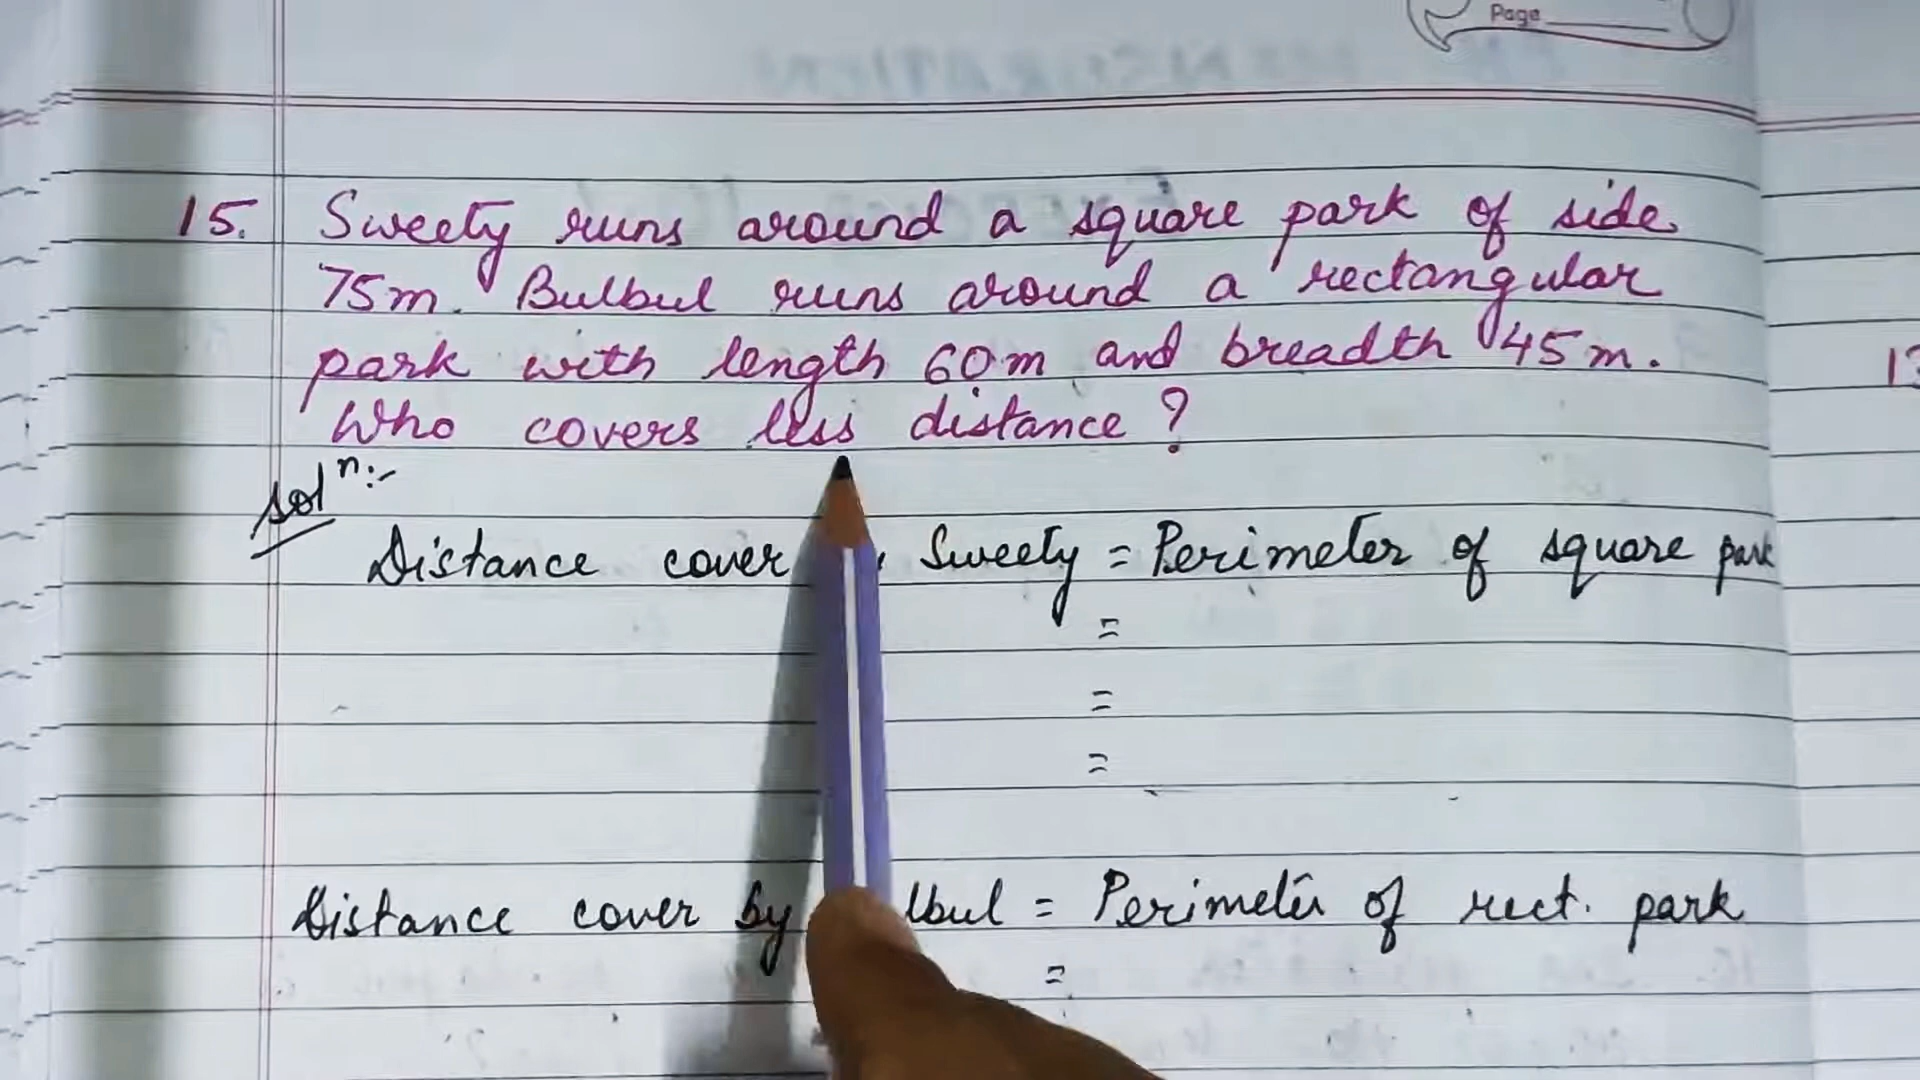 Page
15. Sweety runs around a square park of side
75m. Bulbul runs around a rectangular
park with length 60m and breadth 45m.
Who covers less distance?
Solⁿ:-
Distance cover Sweety = Perimeter of square park
=
=
=
Distance cover by lbul = Perimeter of rect. park
=